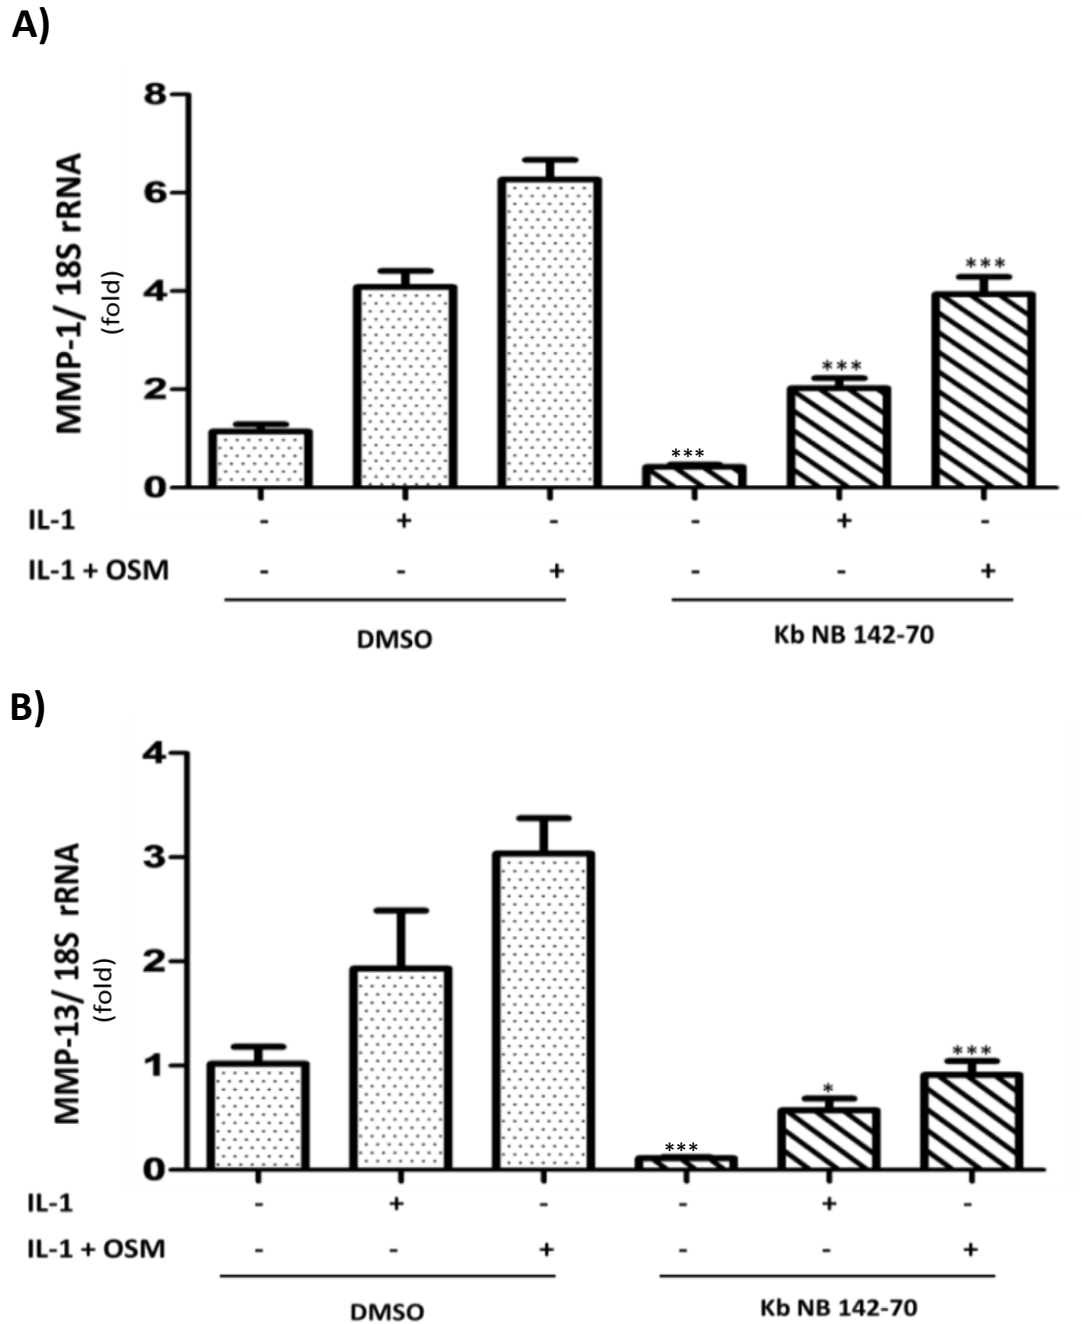 A)
MMP-1/ 18S rRNA
(fold)
8
6
4
2
0
*** *** ***
IL-1 - + - - + -
IL-1 + OSM - - + - - +
DMSO Kb NB 142-70
B)
MMP-13/ 18S rRNA
(fold)
4
3
2
1
0
*** * ***
IL-1 - + - - + -
IL-1 + OSM - - + - - +
DMSO Kb NB 142-70